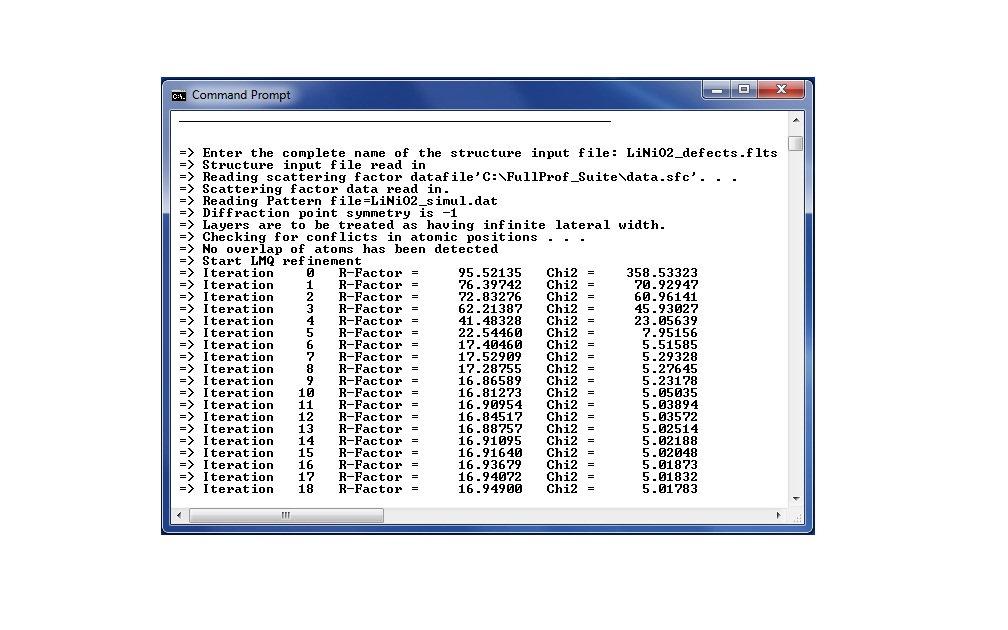 Command Prompt
=> Enter the complete name of the structure input file: LiNiO2_defects.flts
=> Structure input file read in
=> Reading scattering factor datafile'C:\FullProf_Suite\data.sfc'. . .
=> Scattering factor data read in.
=> Reading Pattern file=LiNiO2_simul.dat
=> Diffraction point symmetry is -1
=> Layers are to be treated as having infinite lateral width.
=> Checking for conflicts in atomic positions . . .
=> No overlap of atoms has been detected
=> Start LMQ refinement
=> Iteration 0 R-Factor = 95.52135 Chi2 = 358.53323
=> Iteration 1 R-Factor = 76.39742 Chi2 = 70.92947
=> Iteration 2 R-Factor = 72.83276 Chi2 = 60.96141
=> Iteration 3 R-Factor = 62.21387 Chi2 = 45.93027
=> Iteration 4 R-Factor = 41.48328 Chi2 = 23.05639
=> Iteration 5 R-Factor = 22.54460 Chi2 = 7.95156
=> Iteration 6 R-Factor = 17.40460 Chi2 = 5.51585
=> Iteration 7 R-Factor = 17.52909 Chi2 = 5.29328
=> Iteration 8 R-Factor = 17.28755 Chi2 = 5.27645
=> Iteration 9 R-Factor = 16.86589 Chi2 = 5.23178
=> Iteration 10 R-Factor = 16.81273 Chi2 = 5.05035
=> Iteration 11 R-Factor = 16.90954 Chi2 = 5.03894
=> Iteration 12 R-Factor = 16.84517 Chi2 = 5.03572
=> Iteration 13 R-Factor = 16.88757 Chi2 = 5.02514
=> Iteration 14 R-Factor = 16.91095 Chi2 = 5.02188
=> Iteration 15 R-Factor = 16.91640 Chi2 = 5.02048
=> Iteration 16 R-Factor = 16.93679 Chi2 = 5.01873
=> Iteration 17 R-Factor = 16.94072 Chi2 = 5.01832
=> Iteration 18 R-Factor = 16.94900 Chi2 = 5.01783